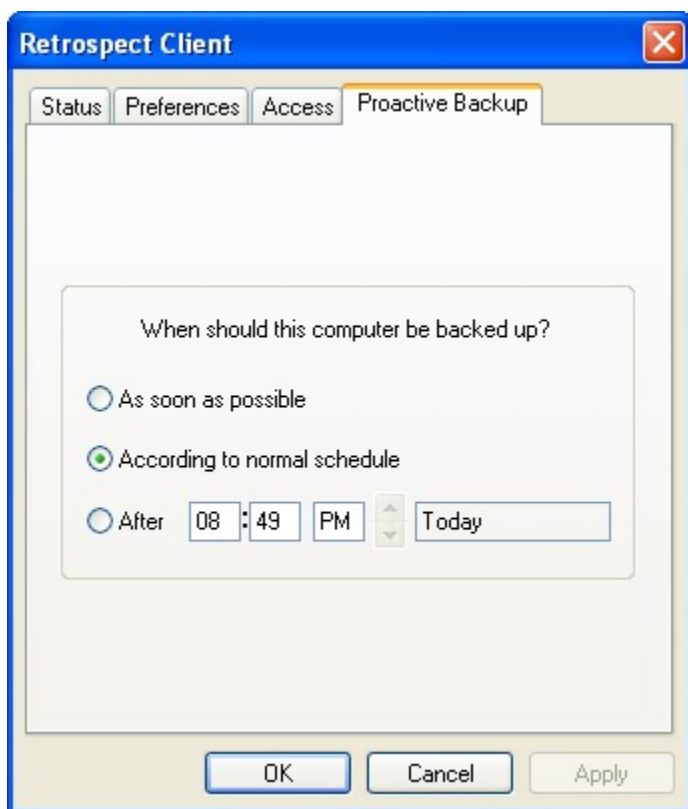 Retrospect Client
Status Preferences Access Proactive Backup
When should this computer be backed up?
As soon as possible
According to normal schedule
After 08:49 PM Today
OK Cancel Apply